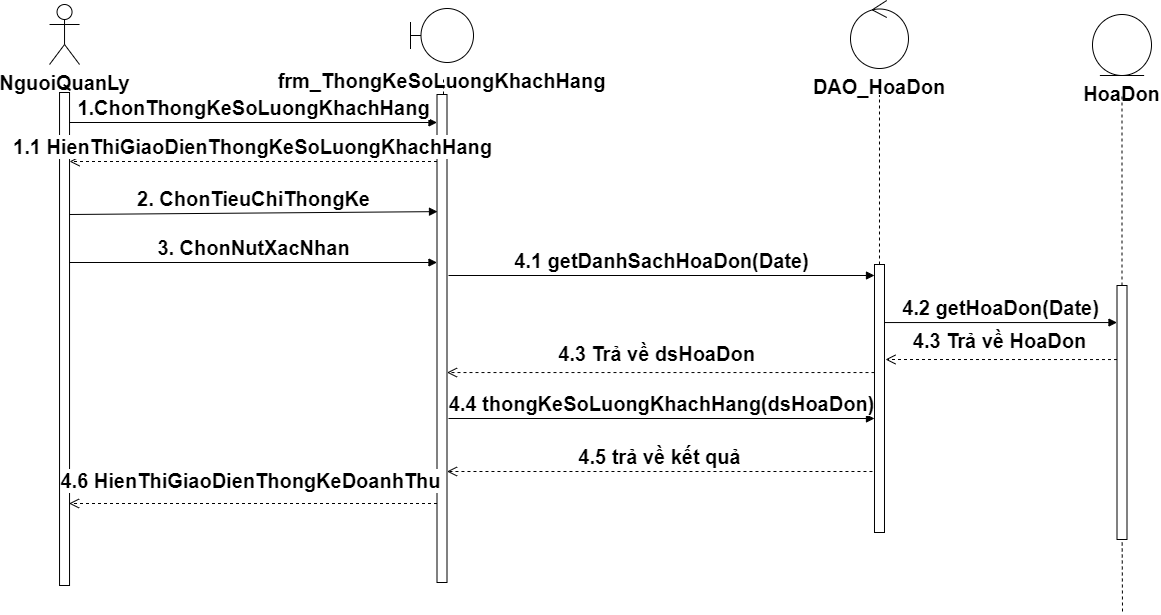 NguoiQuanLy
frm_ThongKeSoLuongKhachHang
DAO_HoaDon
HoaDon
1.ChonThongKeSoLuongKhachHang
1.1 HienThiGiaoDienThongKeSoLuongKhachHang
2. ChonTieuChiThongKe
3. ChonNutXacNhan
4.1 getDanhSachHoaDon(Date)
4.2 getHoaDon(Date)
4.3 Trả về HoaDon
4.3 Trả về dsHoaDon
4.4 thongKeSoLuongKhachHang(dsHoaDon)
4.5 trả về kết quả
4.6 HienThiGiaoDienThongKeDoanhThu